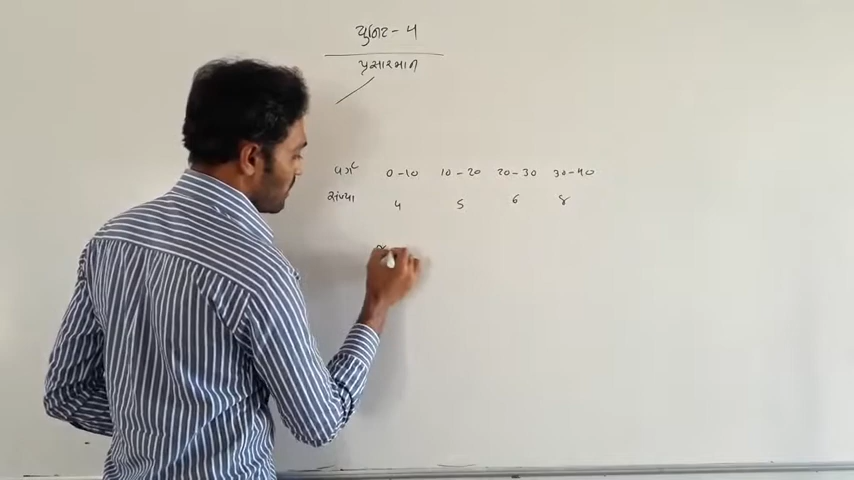 યુનિટ - ૫
પ્રસારમાન
વર્ગ 0-10 10-20 20-30 30-40
સંખ્યા 4 5 6 8